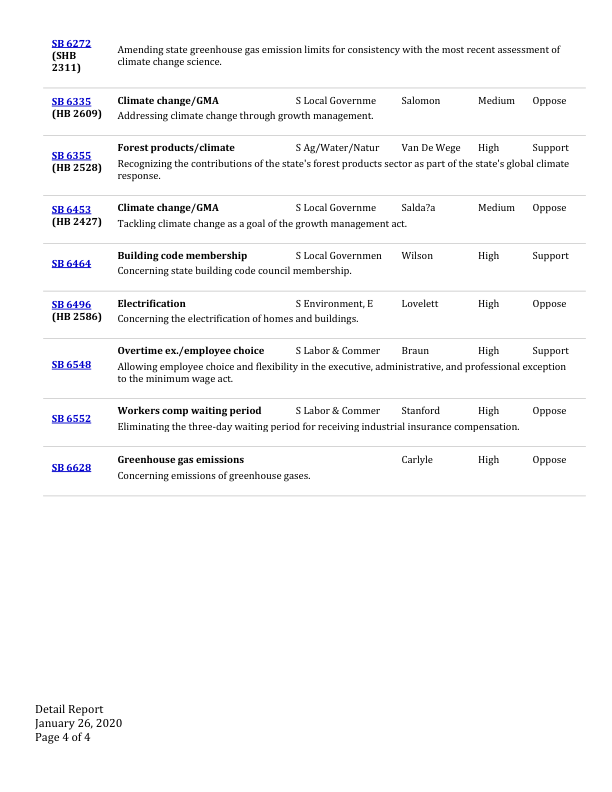 SB 6272
(SHB
2311)
Amending state greenhouse gas emission limits for consistency with the most recent assessment of
climate change science.
SB 6335
(HB 2609)
Climate change/GMA S Local Governme Salomon Medium Oppose
Addressing climate change through growth management.
SB 6355
(HB 2528)
Forest products/climate S Ag/Water/Natur Van De Wege High Support
Recognizing the contributions of the state's forest products sector as part of the state's global climate
response.
SB 6453
(HB 2427)
Climate change/GMA S Local Governme Salda?a Medium Oppose
Tackling climate change as a goal of the growth management act.
SB 6464
Building code membership S Local Governmen Wilson High Support
Concerning state building code council membership.
SB 6496
(HB 2586)
Electrification S Environment, E Lovelett High Oppose
Concerning the electrification of homes and buildings.
SB 6548
Overtime ex./employee choice S Labor & Commer Braun High Support
Allowing employee choice and flexibility in the executive, administrative, and professional exception
to the minimum wage act.
SB 6552
Workers comp waiting period S Labor & Commer Stanford High Oppose
Eliminating the three-day waiting period for receiving industrial insurance compensation.
SB 6628
Greenhouse gas emissions Carlyle High Oppose
Concerning emissions of greenhouse gases.
Detail Report
January 26, 2020
Page 4 of 4